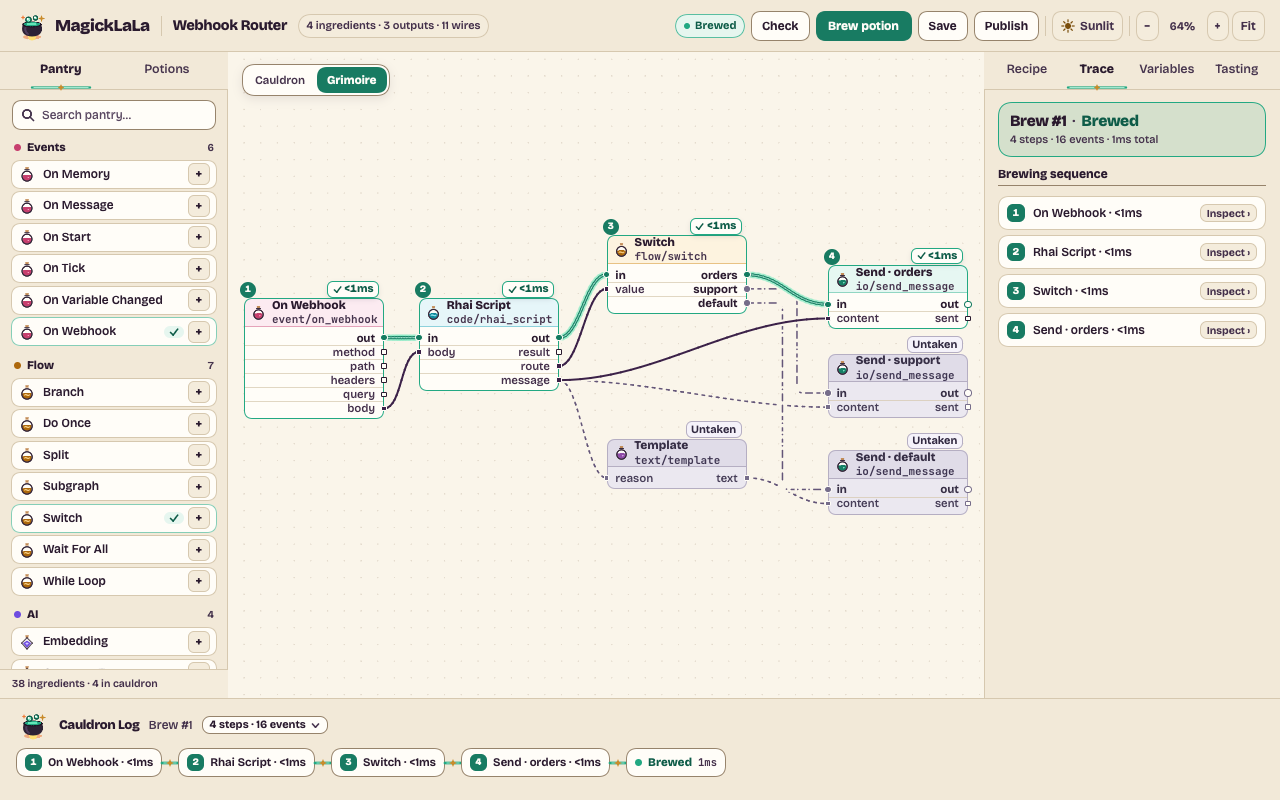 MagickLaLa
Webhook Router
4 ingredients · 3 outputs · 11 wires
Brewed
Check
Brew potion
Save
Publish
Sunlit
−
64%
+
Fit
Pantry
Potions
Search pantry…
Events 6
On Memory +
On Message +
On Start +
On Tick +
On Variable Changed +
On Webhook +
Flow 7
Branch +
Do Once +
Split +
Subgraph +
Switch +
Wait For All +
While Loop +
AI 4
Embedding +
38 ingredients · 4 in cauldron
Cauldron
Grimoire
1 <1ms
On Webhook
event/on_webhook
out
method
path
headers
query
body
2 <1ms
Rhai Script
code/rhai_script
in out
body result
route
message
3 <1ms
Switch
flow/switch
in orders
value support
default
Untaken
Template
text/template
reason text
4 <1ms
Send · orders
io/send_message
in out
content sent
Untaken
Send · support
io/send_message
in out
content sent
Untaken
Send · default
io/send_message
in out
content sent
Recipe
Trace
Variables
Tasting
Brew #1 · Brewed
4 steps · 16 events · 1ms total
Brewing sequence
1 On Webhook · <1ms Inspect ›
2 Rhai Script · <1ms Inspect ›
3 Switch · <1ms Inspect ›
4 Send · orders · <1ms Inspect ›
Cauldron Log Brew #1 4 steps · 16 events
1 On Webhook · <1ms
2 Rhai Script · <1ms
3 Switch · <1ms
4 Send · orders · <1ms
Brewed 1ms